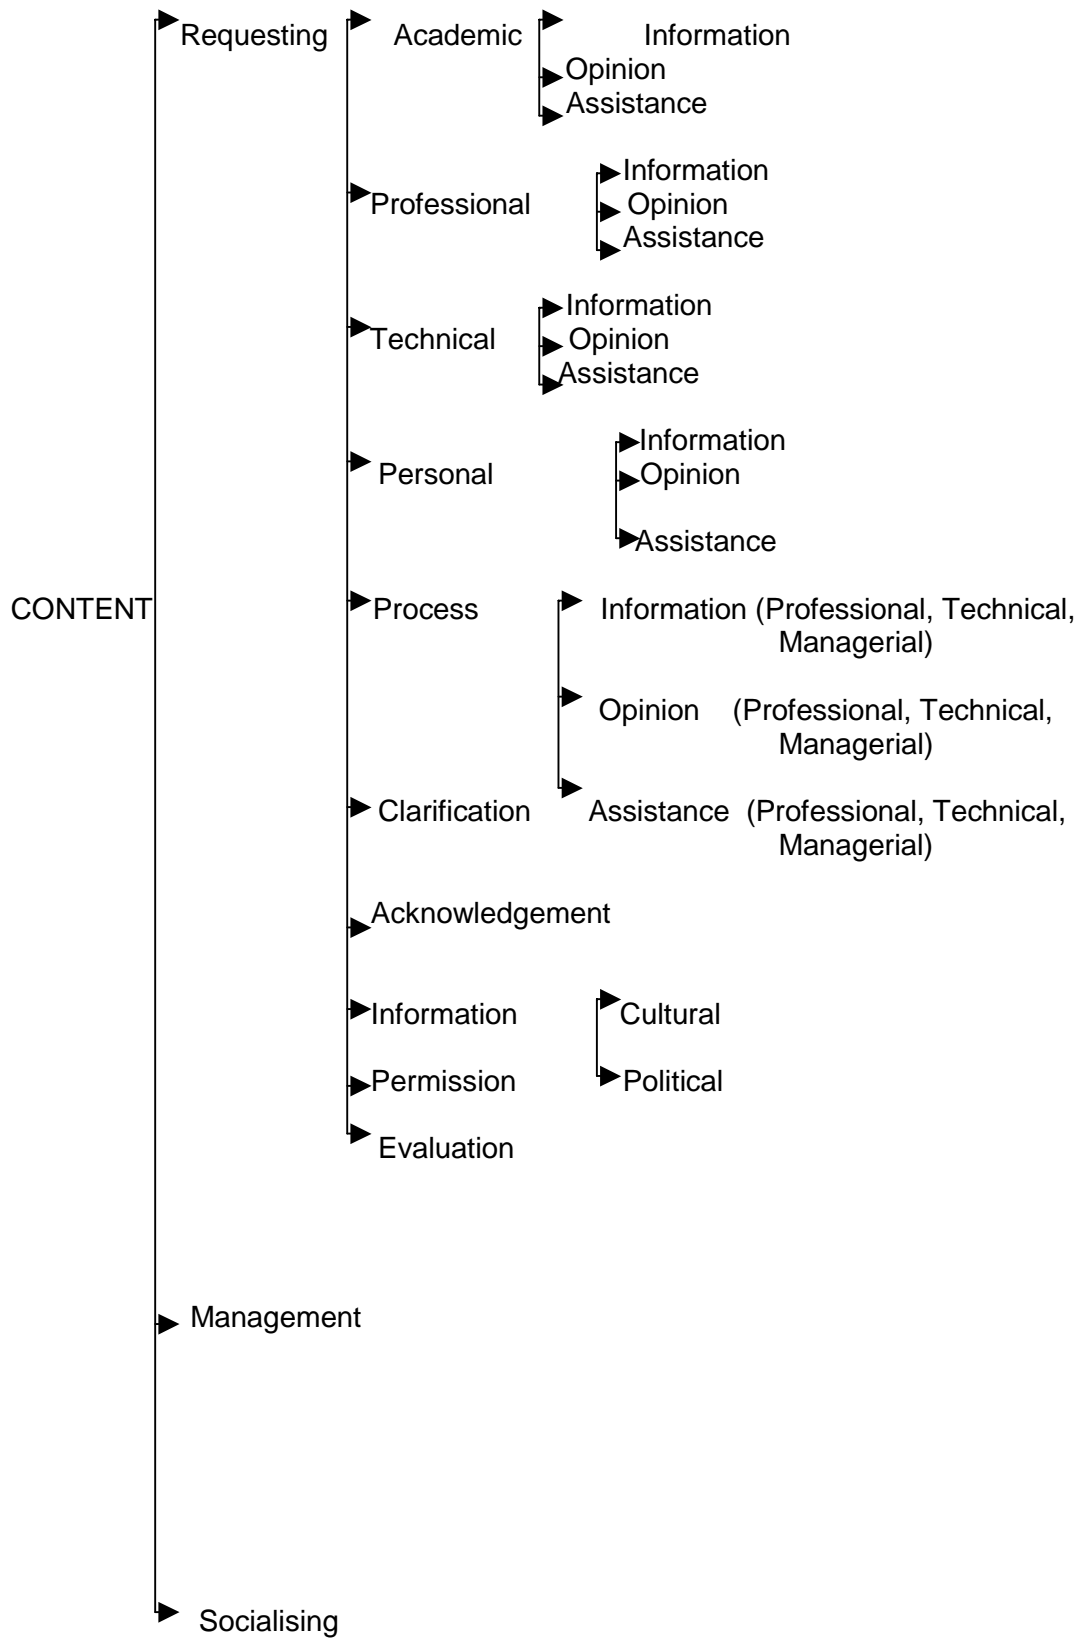 Requesting Academic Information
Opinion
Assistance
Information
Professional Opinion
Assistance
Information
Technical Opinion
Assistance
Information
Personal Opinion
Assistance
CONTENT Process Information (Professional, Technical,
Managerial)
Opinion (Professional, Technical,
Managerial)
Clarification Assistance (Professional, Technical,
Managerial)
Acknowledgement
Information Cultural
Permission Political
Evaluation
Management
Socialising